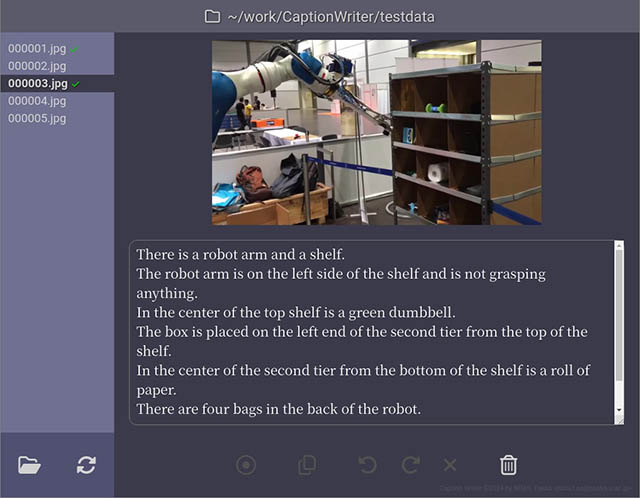 ~/work/CaptionWriter/testdata
000001.jpg
000002.jpg
000003.jpg
000004.jpg
000005.jpg
There is a robot arm and a shelf.
The robot arm is on the left side of the shelf and is not grasping
anything.
In the center of the top shelf is a green dumbbell.
The box is placed on the left end of the second tier from the top of the
shelf.
In the center of the second tier from the bottom of the shelf is a roll of
paper.
There are four bags in the back of the robot.